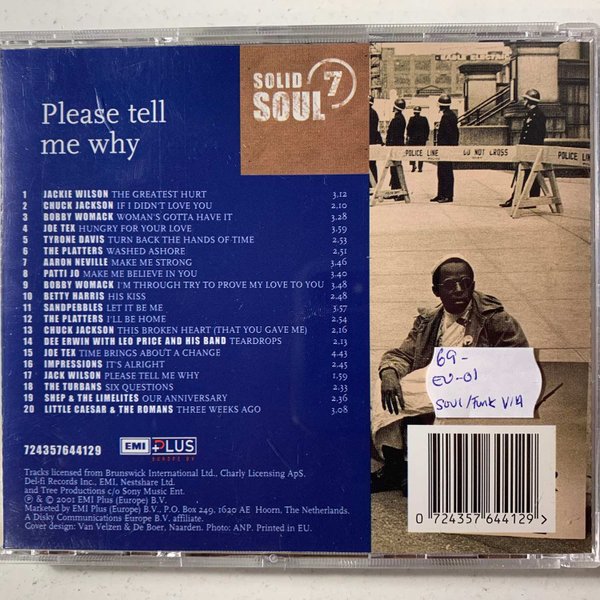 SOLID
SOUL 7
Please tell
me why
1 JACKIE WILSON THE GREATEST HURT 3.12
2 CHUCK JACKSON IF I DIDN'T LOVE YOU 2.10
3 BOBBY WOMACK WOMAN'S GOTTA HAVE IT 3.28
4 JOE TEX HUNGRY FOR YOUR LOVE 3.59
5 TYRONE DAVIS TURN BACK THE HANDS OF TIME 2.53
6 THE PLATTERS WASHED ASHORE 2.51
7 AARON NEVILLE MAKE ME STRONG 3.46
8 PATTI JO MAKE ME BELIEVE IN YOU 3.40
9 BOBBY WOMACK I'M THROUGH TRY TO PROVE MY LOVE TO YOU 3.48
10 BETTY HARRIS HIS KISS 2.48
11 SANDPEBBLES LET IT BE ME 3.57
12 THE PLATTERS I'LL BE HOME 2.54
13 CHUCK JACKSON THIS BROKEN HEART (THAT YOU GAVE ME) 2.16
14 DEE ERWIN WITH LEO PRICE AND HIS BAND TEARDROPS 2.13
15 JOE TEX TIME BRINGS ABOUT A CHANGE 4.43
16 IMPRESSIONS IT'S ALRIGHT 2.45
17 JACK WILSON PLEASE TELL ME WHY 1.59
18 THE TURBANS SIX QUESTIONS 2.33
19 SHEP & THE LIMELITES OUR ANNIVERSARY 2.36
20 LITTLE CAESAR & THE ROMANS THREE WEEKS AGO 3.08
724357644129 EMI PLUS
EUROPE BV
Tracks licensed from Brunswick International Ltd., Charly Licensing ApS.
Del-fi Records Inc., EMI, Nestshare Ltd.
and Tree Productions c/o Sony Music Ent.
℗ & © 2001 EMI Plus (Europe) B.V.
Marketed by EMI Plus (Europe) B.V., P.O. Box 249, 1620 AE Hoorn, The Netherlands.
A Disky Communications Europe B.V. affiliate.
Cover design: Van Velzen & De Boer, Naarden. Photo: ANP. Printed in EU.
POLICE LINE DO NOT CROSS POLICE LINE
69-
EU-01
SOUL/FUNK V/A
0 724357 644129 >